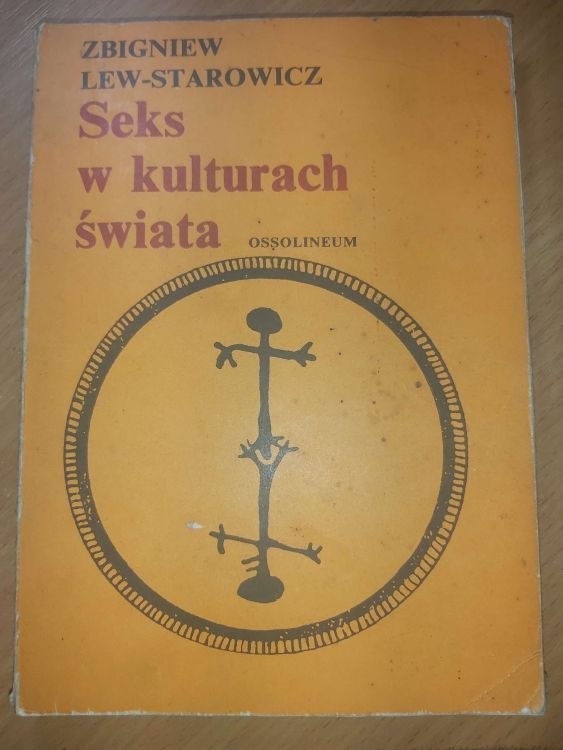 ZBIGNIEW
LEW-STAROWICZ
Seks
w kulturach
świata
OSSOLINEUM